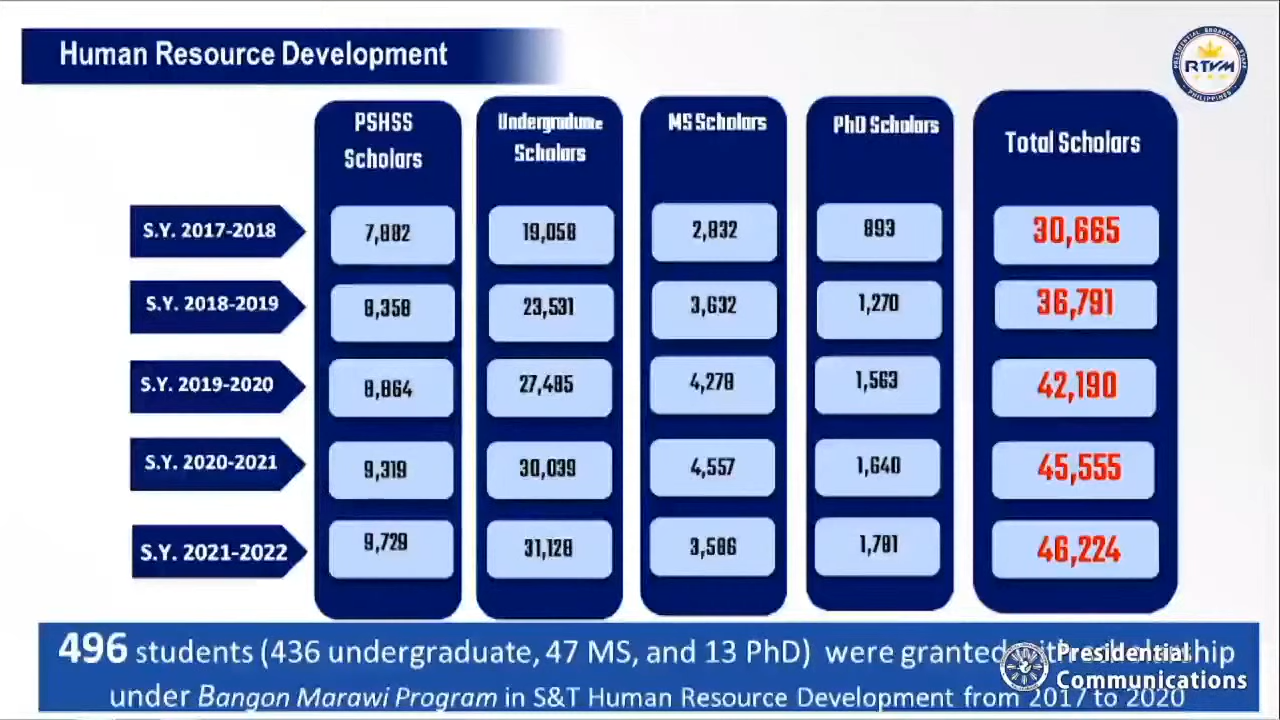 Human Resource Development
PRESIDENTIAL BROADCAST STAFF
RTVM
PHILIPPINES
PSHSS Scholars
Undergraduate Scholars
MS Scholars
PhD Scholars
Total Scholars
S.Y. 2017-2018 7,882 19,058 2,832 893 30,665
S.Y. 2018-2019 8,358 23,531 3,632 1,270 36,791
S.Y. 2019-2020 8,864 27,485 4,278 1,563 42,190
S.Y. 2020-2021 9,319 30,039 4,557 1,640 45,555
S.Y. 2021-2022 9,729 31,128 3,586 1,781 46,224
496 students (436 undergraduate, 47 MS, and 13 PhD) were granted
under Bangon Marawi Program in S&T Human Resource Development from 2017 to 2020
Presidential
Communications